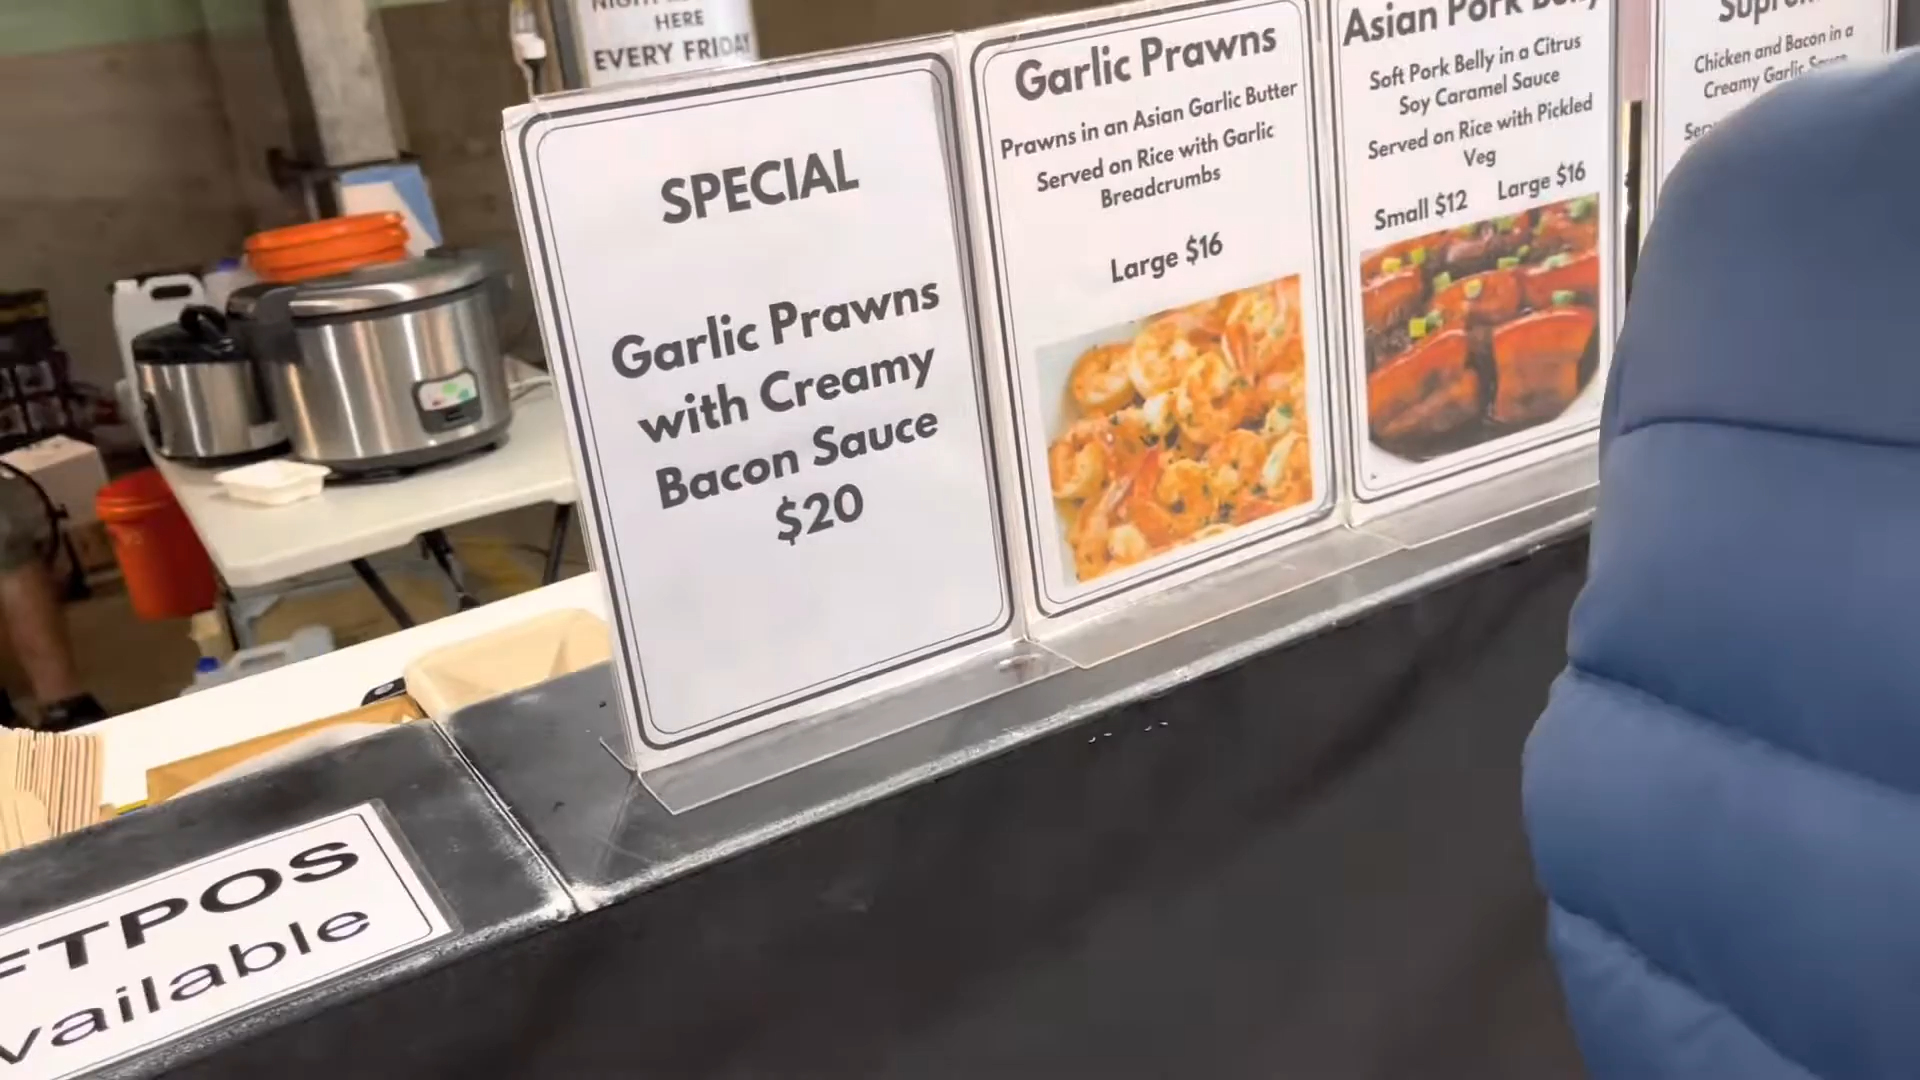 HERE
EVERY FRIDAY
SPECIAL
Garlic Prawns
with Creamy
Bacon Sauce
$20
Garlic Prawns
Prawns in an Asian Garlic Butter
Served on Rice with Garlic
Breadcrumbs
Large $16
Asian Pork Belly
Soft Pork Belly in a Citrus
Soy Caramel Sauce
Served on Rice with Pickled
Veg
Small $12 Large $16
Chicken and Bacon in a
Creamy Garlic Sauce
FTPOS
vailable